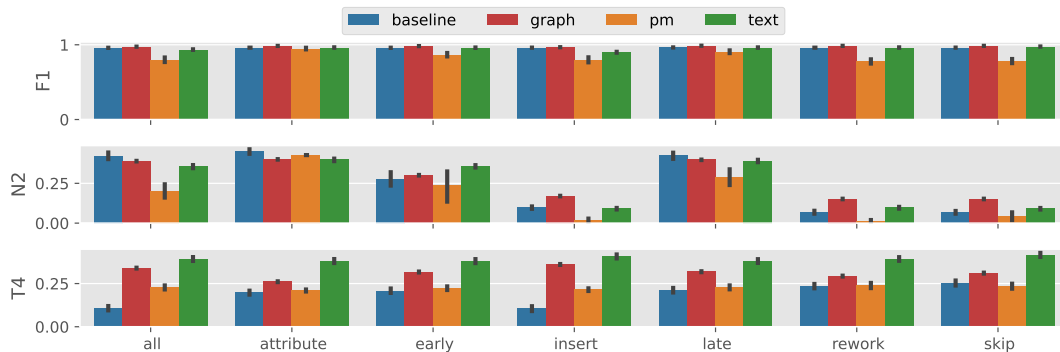 baseline graph pm text
F1
1
0
N2
0.25
0.00
T4
0.25
0.00
all attribute early insert late rework skip